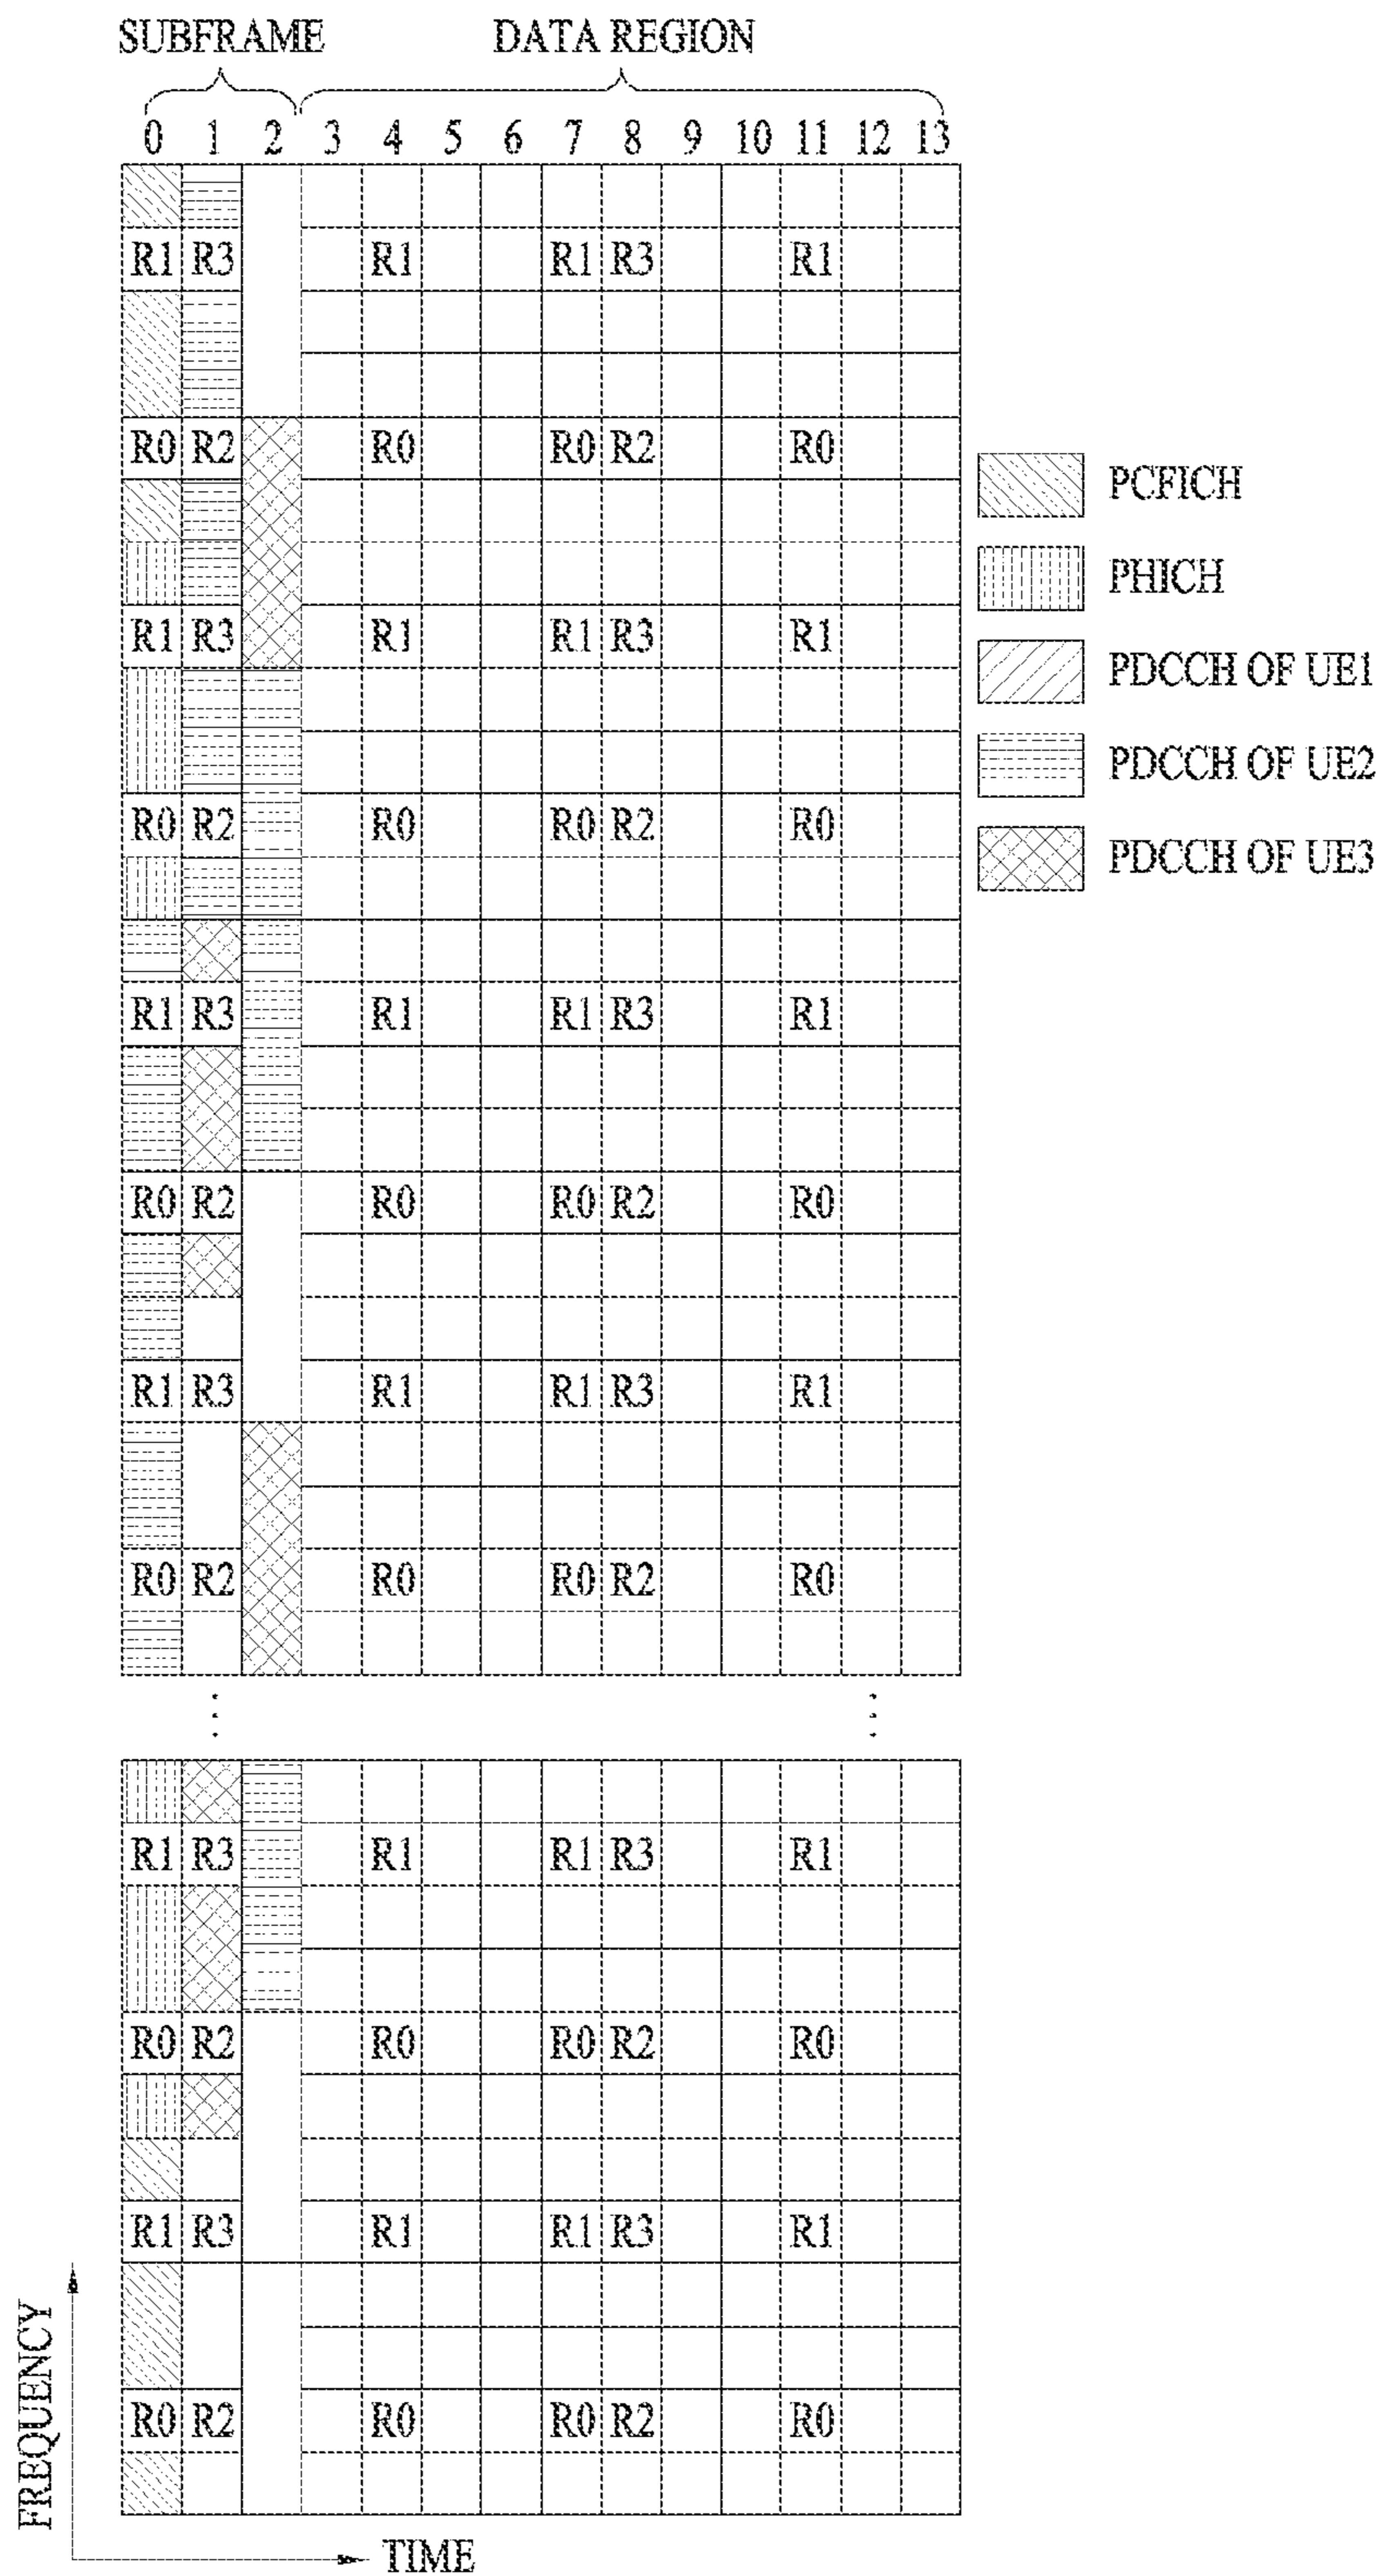 SUBFRAME DATA REGION
0 1 2 3 4 5 6 7 8 9 10 11 12 13
R1 R3 R1 R1 R3 R1
R0 R2 R0 R0 R2 R0
PCFICH
PHICH
R1 R3 R1 R1 R3 R1
PDCCH OF UE1
PDCCH OF UE2
R0 R2 R0 R0 R2 R0
PDCCH OF UE3
R1 R3 R1 R1 R3 R1
R0 R2 R0 R0 R2 R0
R1 R3 R1 R1 R3 R1
R0 R2 R0 R0 R2 R0
R1 R3 R1 R1 R3 R1
R0 R2 R0 R0 R2 R0
R1 R3 R1 R1 R3 R1
R0 R2 R0 R0 R2 R0
FREQUENCY
TIME